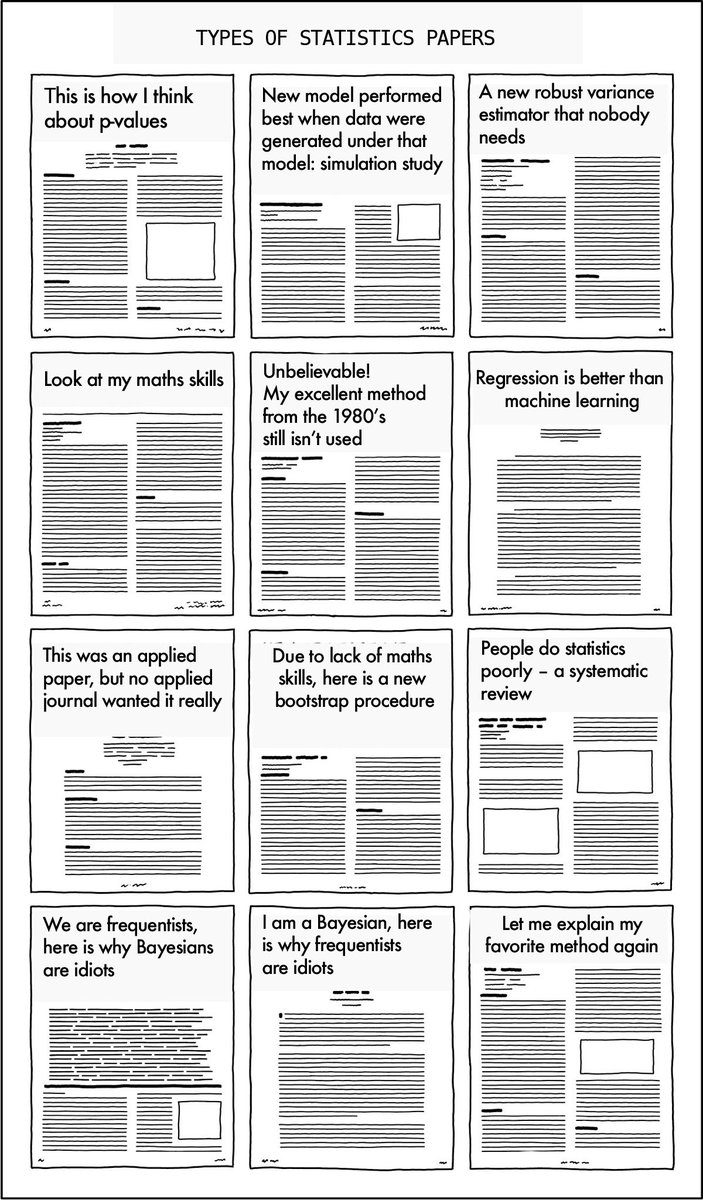 TYPES OF STATISTICS PAPERS
This is how I think
about p-values
New model performed
best when data were
generated under that
model: simulation study
A new robust variance
estimator that nobody
needs
Look at my maths skills
Unbelievable!
My excellent method
from the 1980's
still isn't used
Regression is better than
machine learning
This was an applied
paper, but no applied
journal wanted it really
Due to lack of maths
skills, here is a new
bootstrap procedure
People do statistics
poorly – a systematic
review
We are frequentists,
here is why Bayesians
are idiots
I am a Bayesian, here
is why frequentists
are idiots
Let me explain my
favorite method again